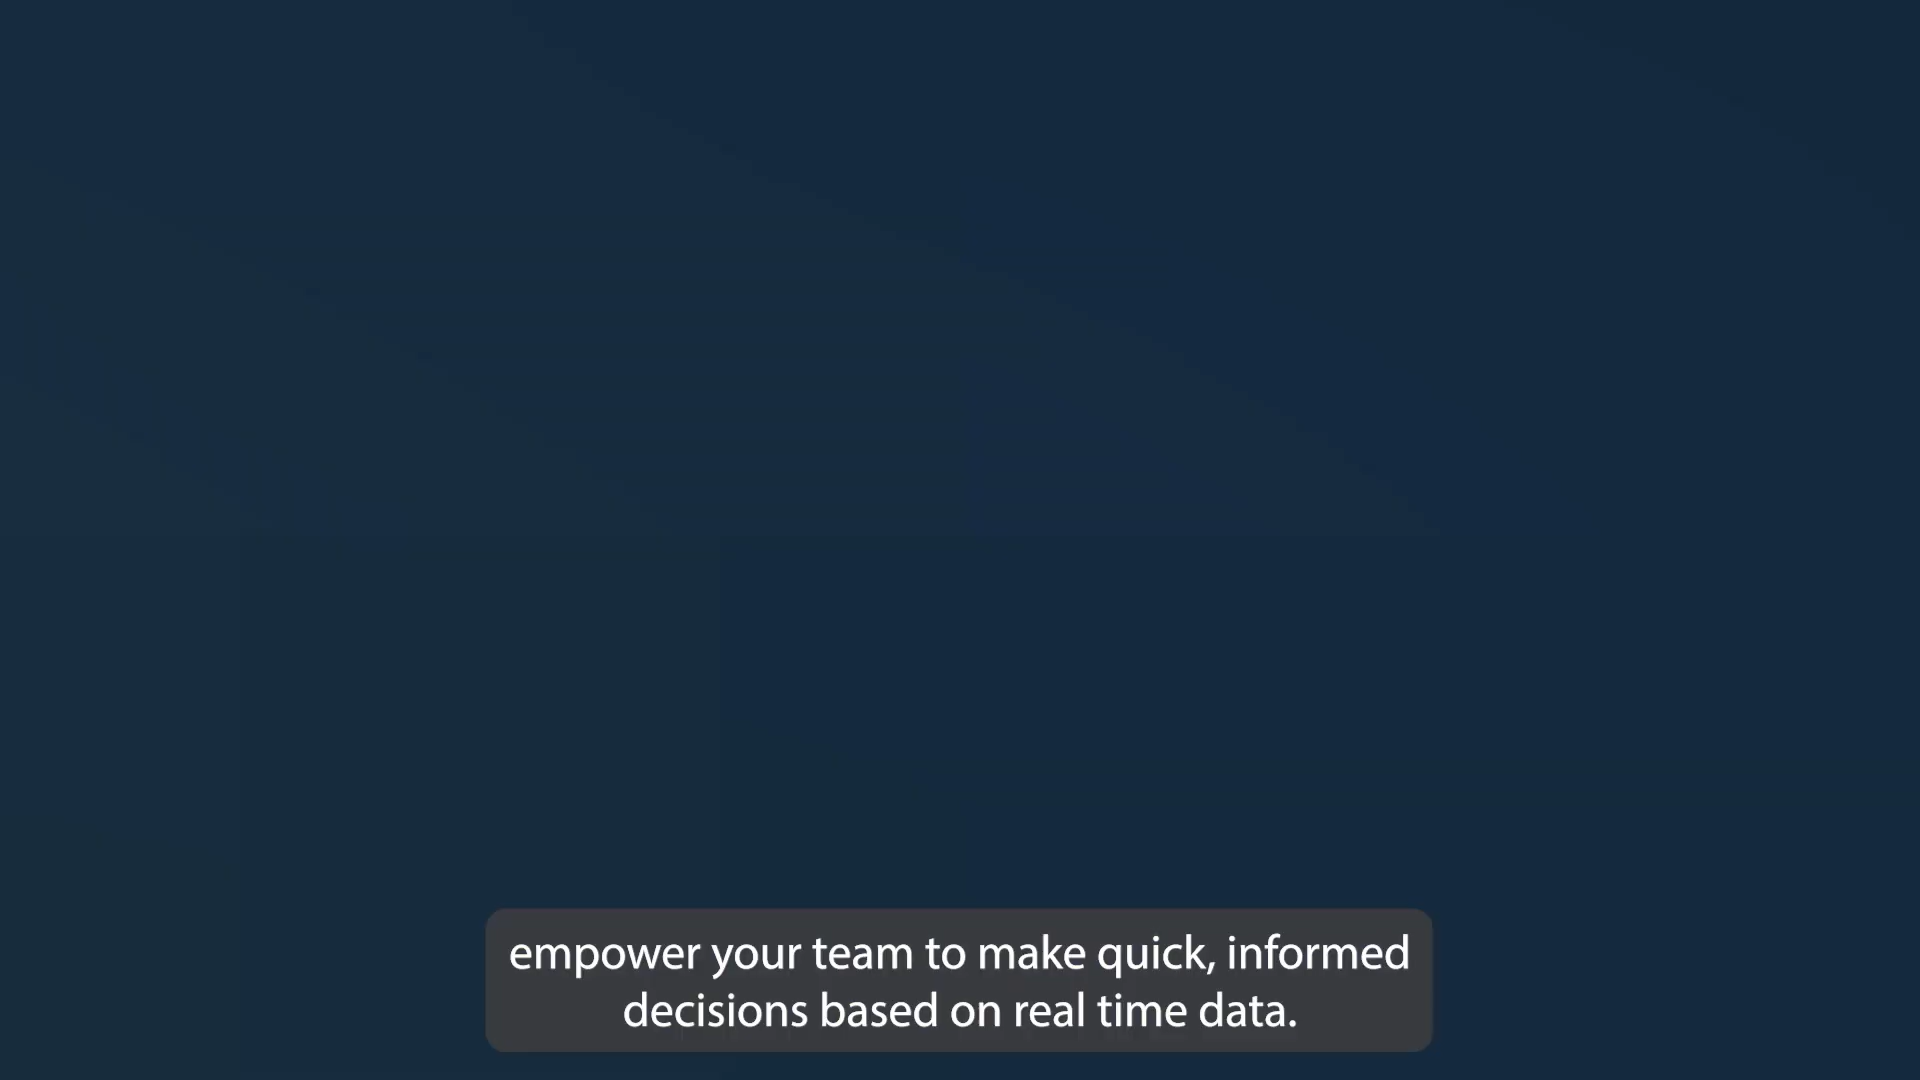 empower your team to make quick, informed
decisions based on real time data.